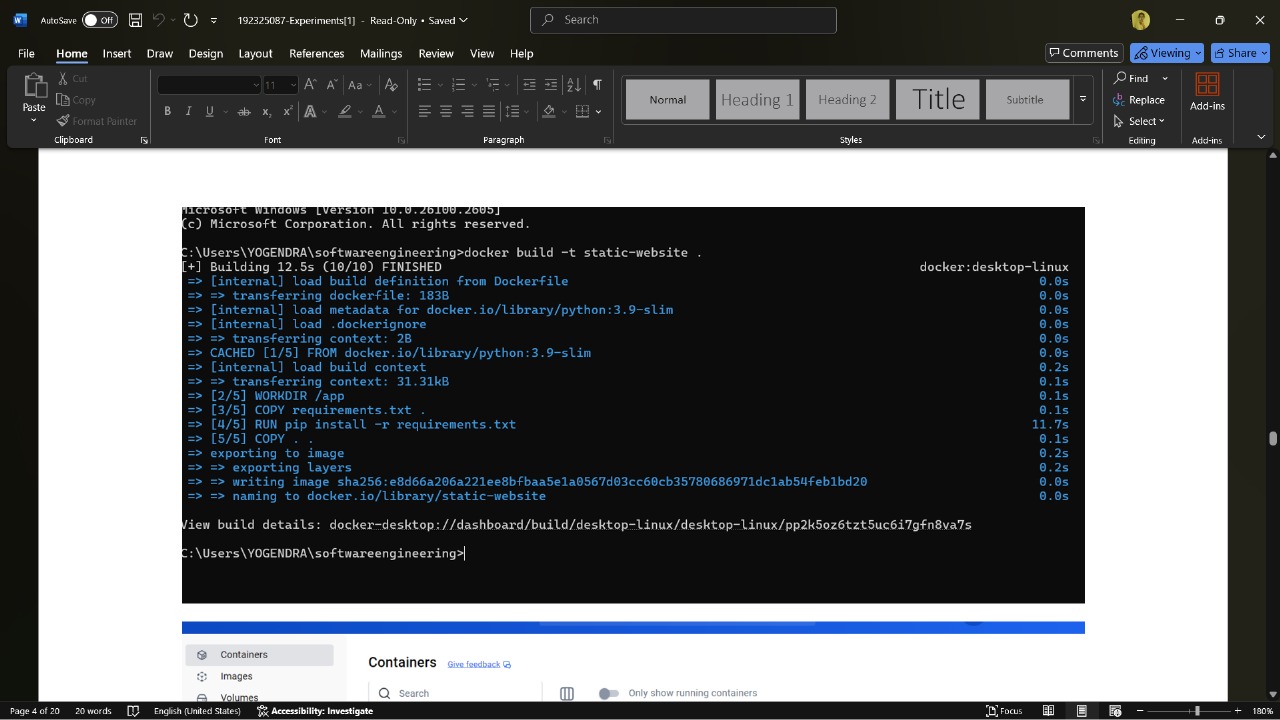 AutoSave Off 192325087-Experiments[1] - Read-Only • Saved
Search
File Home Insert Draw Design Layout References Mailings Review View Help
Comments Viewing Share
Paste
Cut
Copy
Format Painter
11
Aa
Normal Heading 1 Heading 2 Title Subtitle
Find
Replace
Select
Add-ins
Clipboard Font Paragraph Styles Editing Add-ins
Microsoft Windows [Version 10.0.26100.2605]
(c) Microsoft Corporation. All rights reserved.
C:\Users\YOGENDRA\softwareengineering>docker build -t static-website .
[+] Building 12.5s (10/10) FINISHED docker:desktop-linux
=> [internal] load build definition from Dockerfile 0.0s
=> => transferring dockerfile: 183B 0.0s
=> [internal] load metadata for docker.io/library/python:3.9-slim 0.0s
=> [internal] load .dockerignore 0.0s
=> => transferring context: 2B 0.0s
=> CACHED [1/5] FROM docker.io/library/python:3.9-slim 0.0s
=> [internal] load build context 0.2s
=> => transferring context: 31.31kB 0.1s
=> [2/5] WORKDIR /app 0.1s
=> [3/5] COPY requirements.txt . 0.1s
=> [4/5] RUN pip install -r requirements.txt 11.7s
=> [5/5] COPY . . 0.1s
=> exporting to image 0.2s
=> => exporting layers 0.2s
=> => writing image sha256:e8d66a206a221ee8bfbaa5e1a0567d03cc60cb35780686971dc1ab54feb1bd20 0.0s
=> => naming to docker.io/library/static-website 0.0s
View build details: docker-desktop://dashboard/build/desktop-linux/desktop-linux/pp2k5oz6tzt5uc6i7gfn8va7s
C:\Users\YOGENDRA\softwareengineering>
Containers
Images
Volumes
Containers Give feedback
Search
Only show running containers
Page 4 of 20 20 words English (United States) Accessibility: Investigate Focus 180%